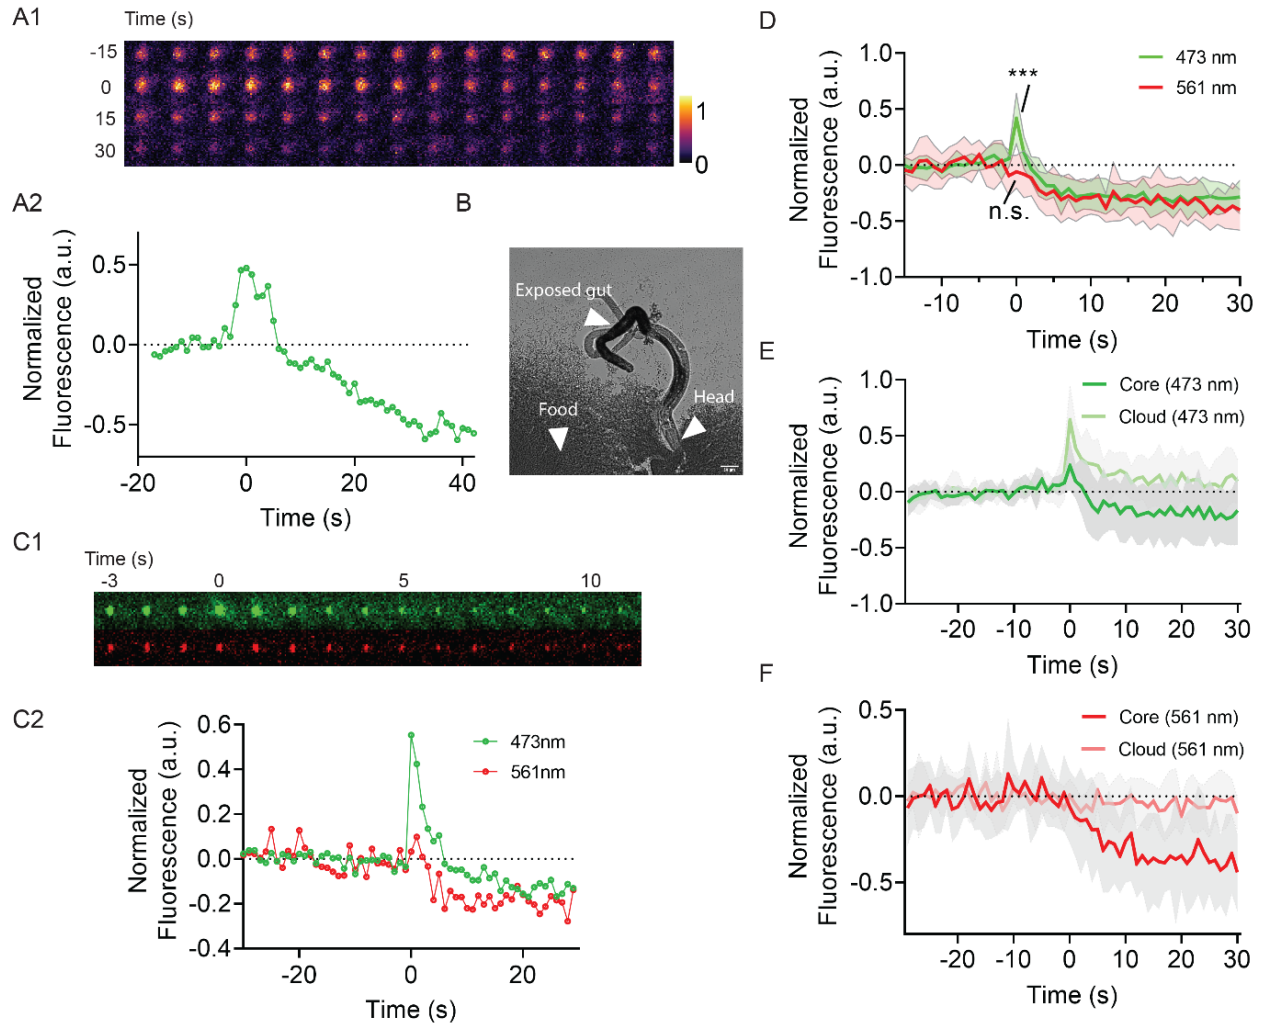 A1
Time (s)
-15
0
15
30
1
0
A2
Normalized
Fluorescence (a.u.)
0.5
0.0
-0.5
-20
0
20
40
Time (s)
B
Exposed gut
Food
Head
C1
Time (s)
-3
0
5
10
C2
Normalized
Fluorescence (a.u.)
0.6
0.4
0.2
0.0
-0.2
-0.4
473nm
561nm
-20
0
20
Time (s)
D
Normalized
Fluorescence (a.u.)
1.0
0.5
0.0
-0.5
-1.0
***
n.s.
473 nm
561 nm
-10
0
10
20
30
Time (s)
E
Normalized
Fluorescence (a.u.)
1.0
0.5
0.0
-0.5
-1.0
Core (473 nm)
Cloud (473 nm)
-20
-10
0
10
20
30
Time (s)
F
Normalized
Fluorescence (a.u.)
0.5
0.0
-0.5
Core (561 nm)
Cloud (561 nm)
-20
-10
0
10
20
30
Time (s)